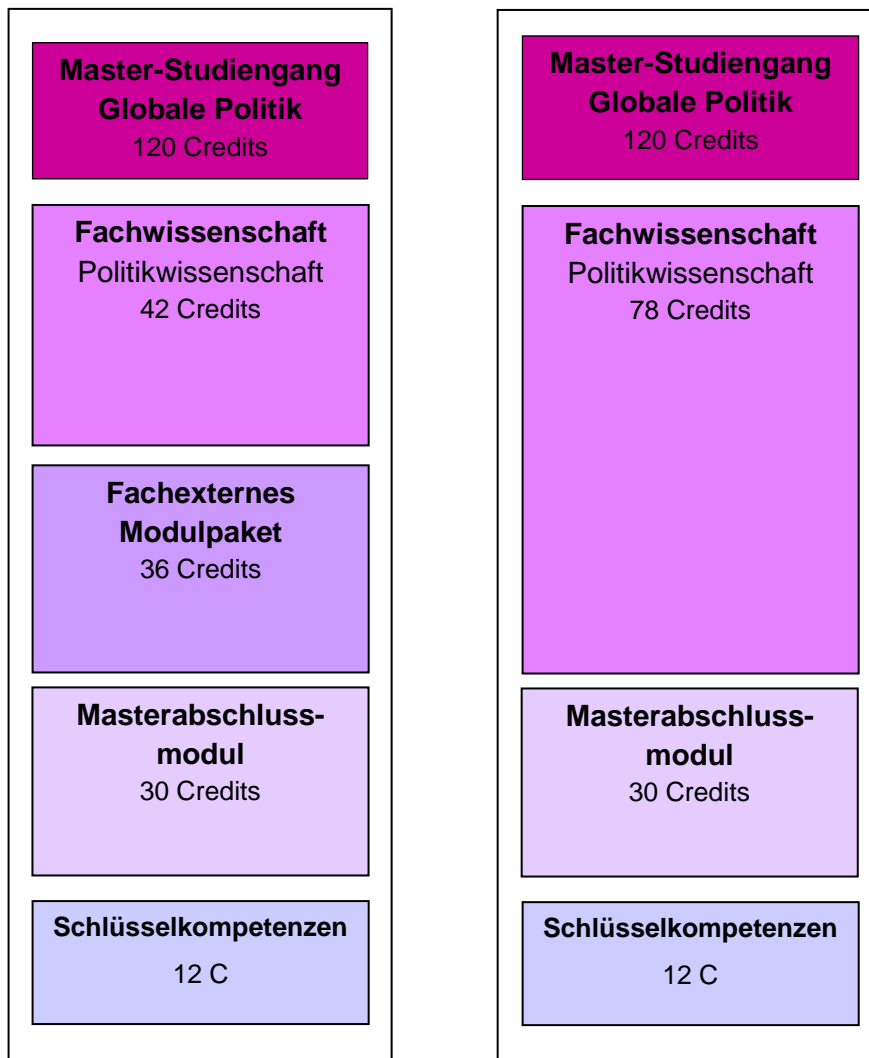 Master-Studiengang
Globale Politik
120 Credits
Fachwissenschaft
Politikwissenschaft
42 Credits
Fachexternes
Modulpaket
36 Credits
Masterabschluss-
modul
30 Credits
Schlüsselkompetenzen
12 C
Master-Studiengang
Globale Politik
120 Credits
Fachwissenschaft
Politikwissenschaft
78 Credits
Masterabschluss-
modul
30 Credits
Schlüsselkompetenzen
12 C